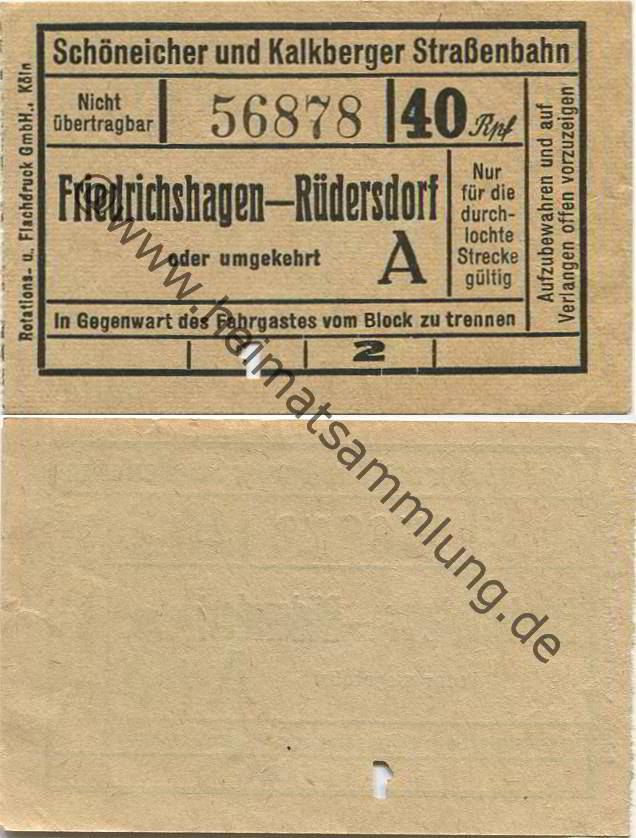 Schöneicher und Kalkberger Straßenbahn
Nicht
übertragbar
56878
40 Rpf
Friedrichshagen—Rüdersdorf
oder umgekehrt
A
Nur
für die
durch-
lochte
Strecke
gültig
In Gegenwart des Fahrgastes vom Block zu trennen
2
Aufzubewahren und auf
Verlangen offen vorzuzeigen
Rotations- u. Flachdruck GmbH., Köln
©www.heimatsammlung.de